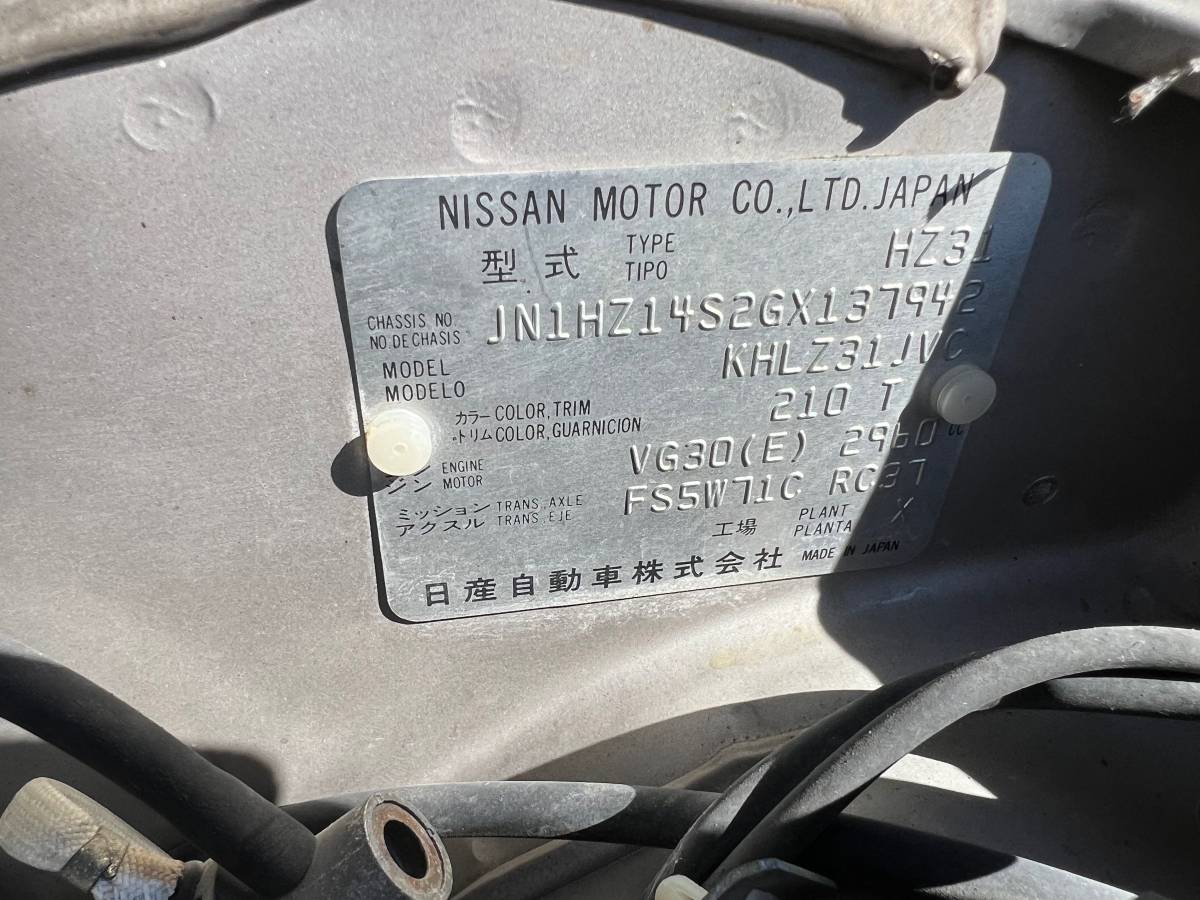 NISSAN MOTOR CO.,LTD.JAPAN
型式 TYPE TIPO HZ31
CHASSIS NO. NO.DE CHASIS JN1HZ14S2GX137942
MODEL MODELO KHLZ31JVC
カラー COLOR,TRIM トリム COLOR,GUARNICION 210 T
ジン ENGINE MOTOR VG30(E) 2960 cc
ミッション TRANS.,AXLE アクスル TRANS.,EJE FS5W71C RC37
工場 PLANT PLANTA X
日産自動車株式会社 MADE IN JAPAN